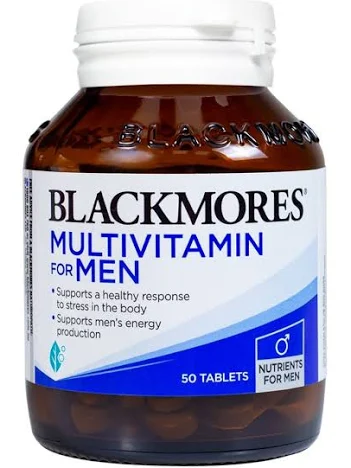 BLACKMORES
BLACKMORES®
MULTIVITAMIN
FOR MEN
• Supports a healthy response
to stress in the body
• Supports men's energy
production
NUTRIENTS
FOR MEN
50 TABLETS